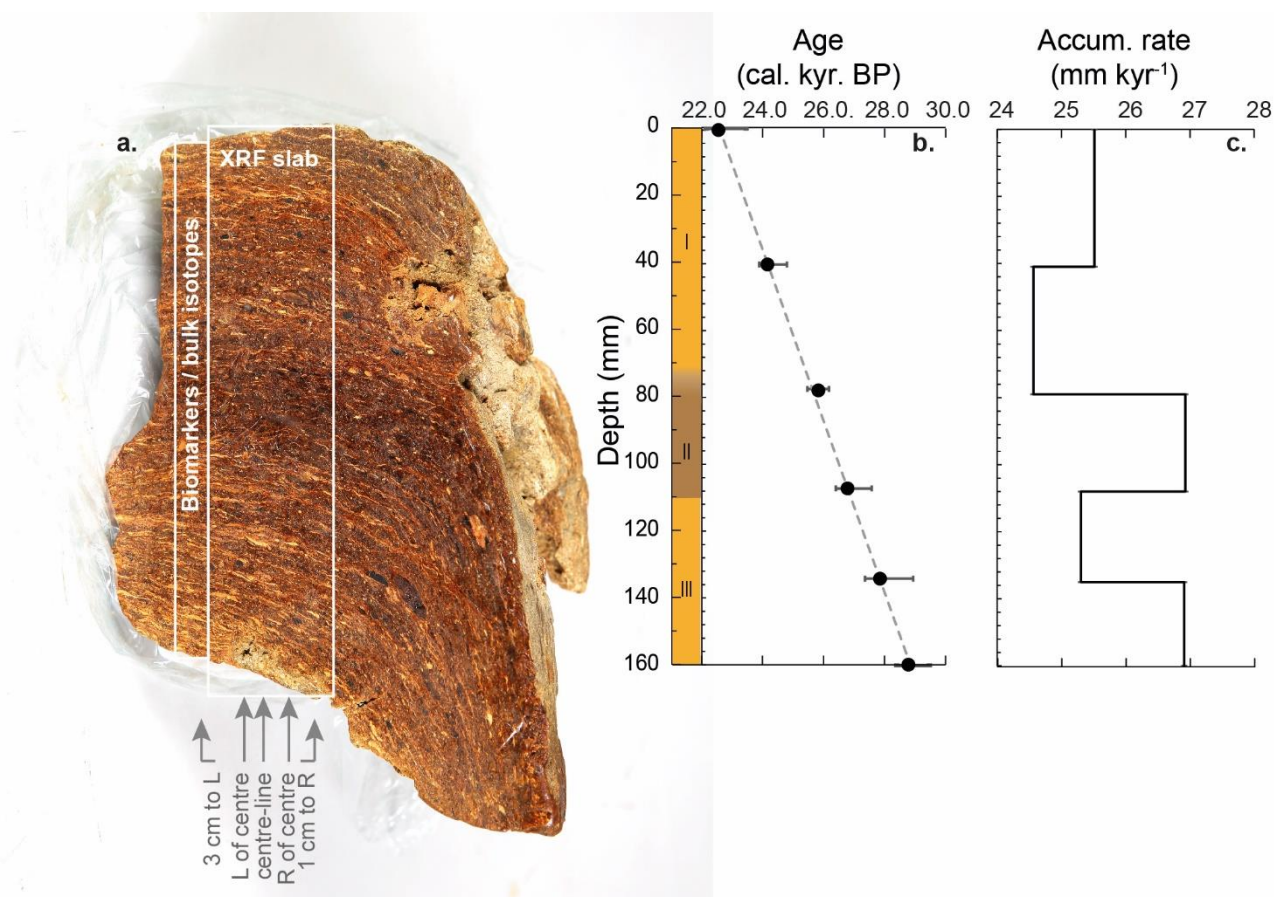 a.
XRF slab
Biomarkers / bulk isotopes
3 cm to L
L of centre
centre-line
R of centre
1 cm to R
Age
(cal. kyr. BP)
22.0 24.0 26.0 28.0 30.0
b.
Depth (mm)
0
20
40
60
80
100
120
140
160
I
II
III
Accum. rate
(mm kyr-1)
24 25 26 27 28
c.